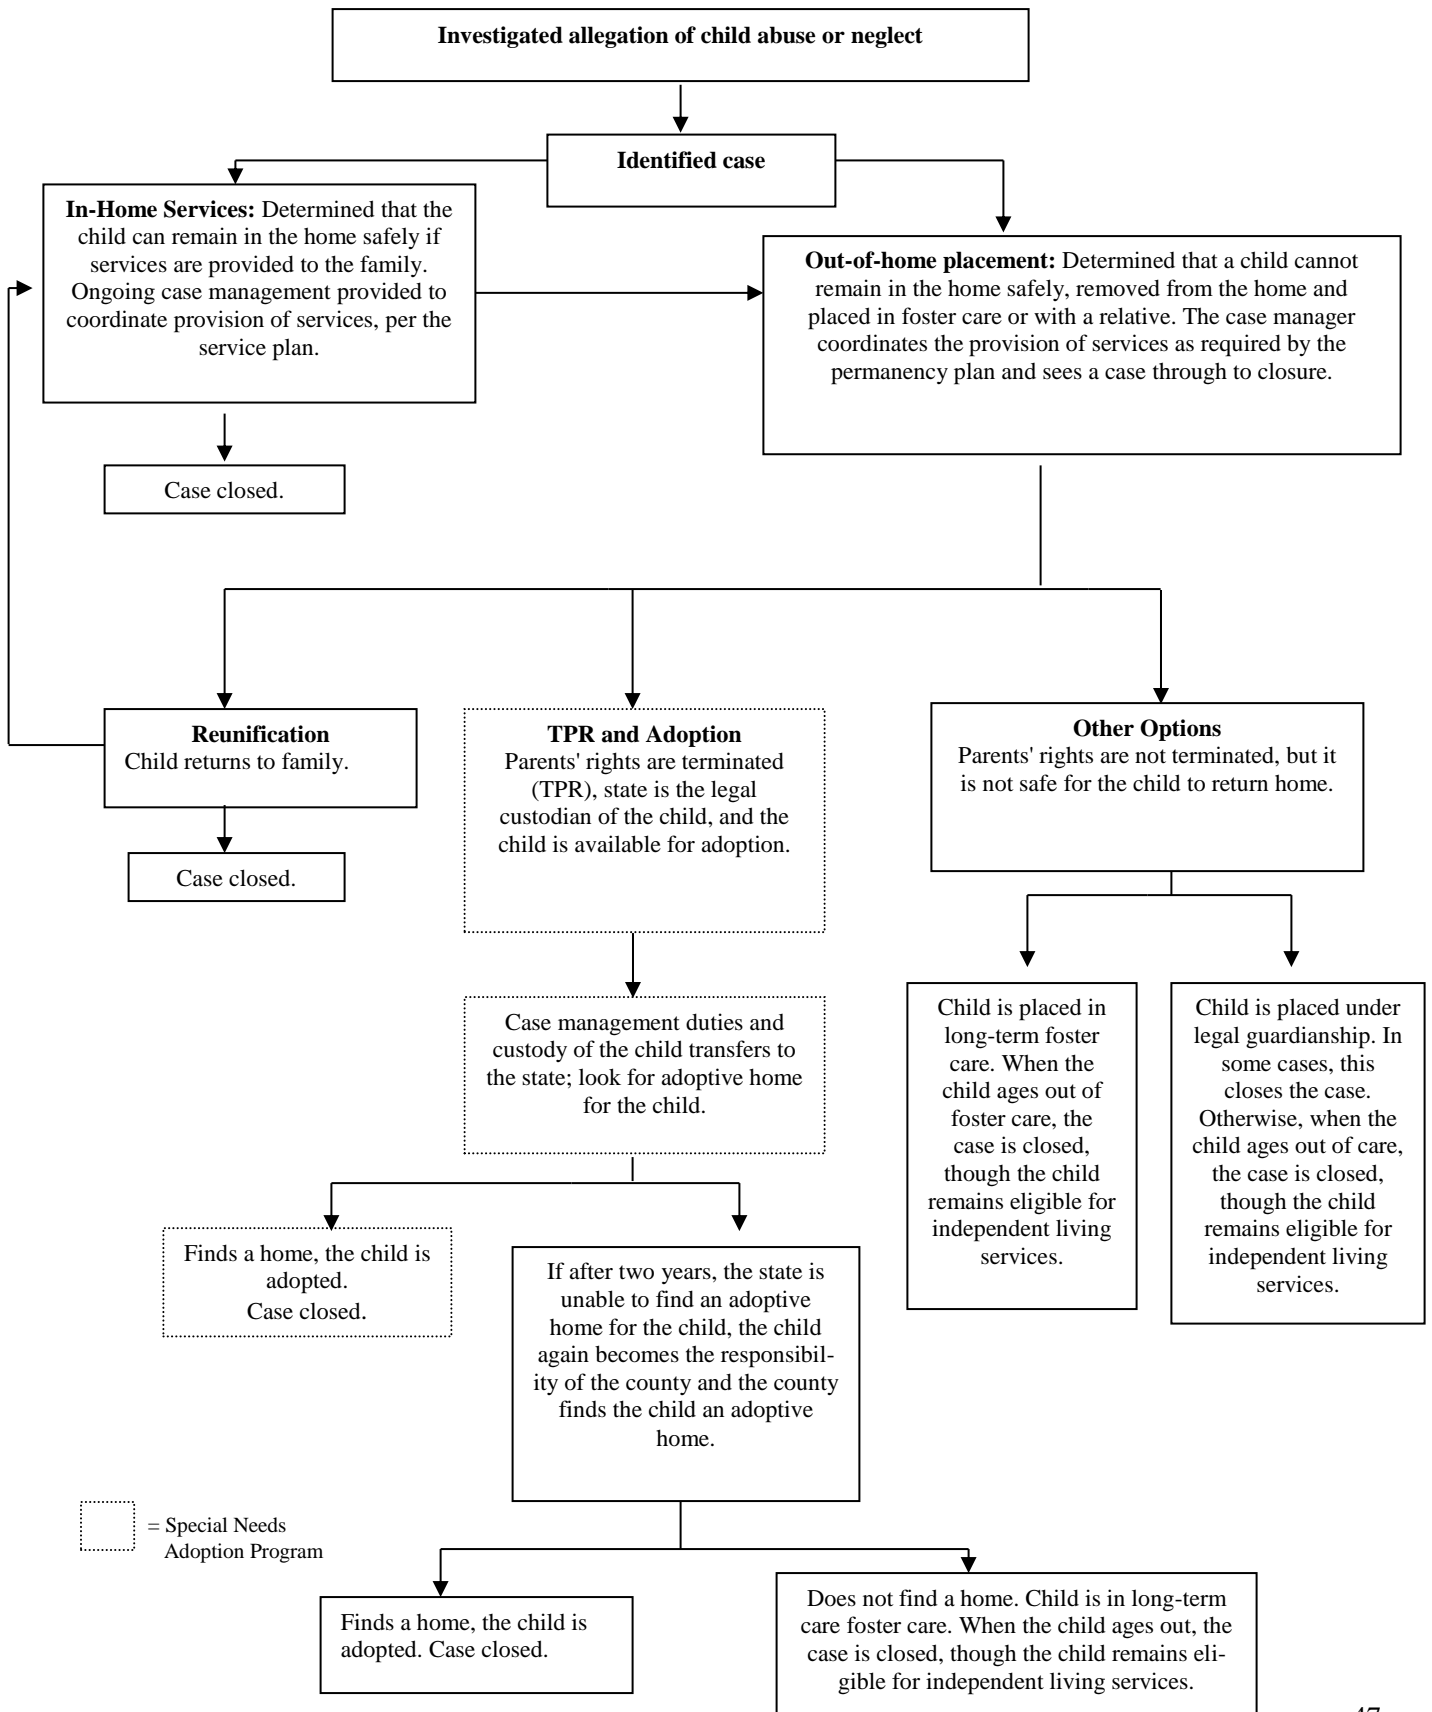 Investigated allegation of child abuse or neglect
Identified case
In-Home Services: Determined that the
child can remain in the home safely if
services are provided to the family.
Ongoing case management provided to
coordinate provision of services, per the
service plan.
Out-of-home placement: Determined that a child cannot
remain in the home safely, removed from the home and
placed in foster care or with a relative. The case manager
coordinates the provision of services as required by the
permanency plan and sees a case through to closure.
Case closed.
Reunification
Child returns to family.
TPR and Adoption
Parents' rights are terminated
(TPR), state is the legal
custodian of the child, and the
child is available for adoption.
Other Options
Parents' rights are not terminated, but it
is not safe for the child to return home.
Case closed.
Case management duties and
custody of the child transfers to
the state; look for adoptive home
for the child.
Child is placed in
long-term foster
care. When the
child ages out of
foster care, the
case is closed,
though the child
remains eligible for
independent living
services.
Child is placed under
legal guardianship. In
some cases, this
closes the case.
Otherwise, when the
child ages out of care,
the case is closed,
though the child
remains eligible for
independent living
services.
Finds a home, the child is
adopted.
Case closed.
If after two years, the state is
unable to find an adoptive
home for the child, the child
again becomes the responsibil-
ity of the county and the county
finds the child an adoptive
home.
= Special Needs
Adoption Program
Finds a home, the child is
adopted. Case closed.
Does not find a home. Child is in long-term
care foster care. When the child ages out, the
case is closed, though the child remains eli-
gible for independent living services.